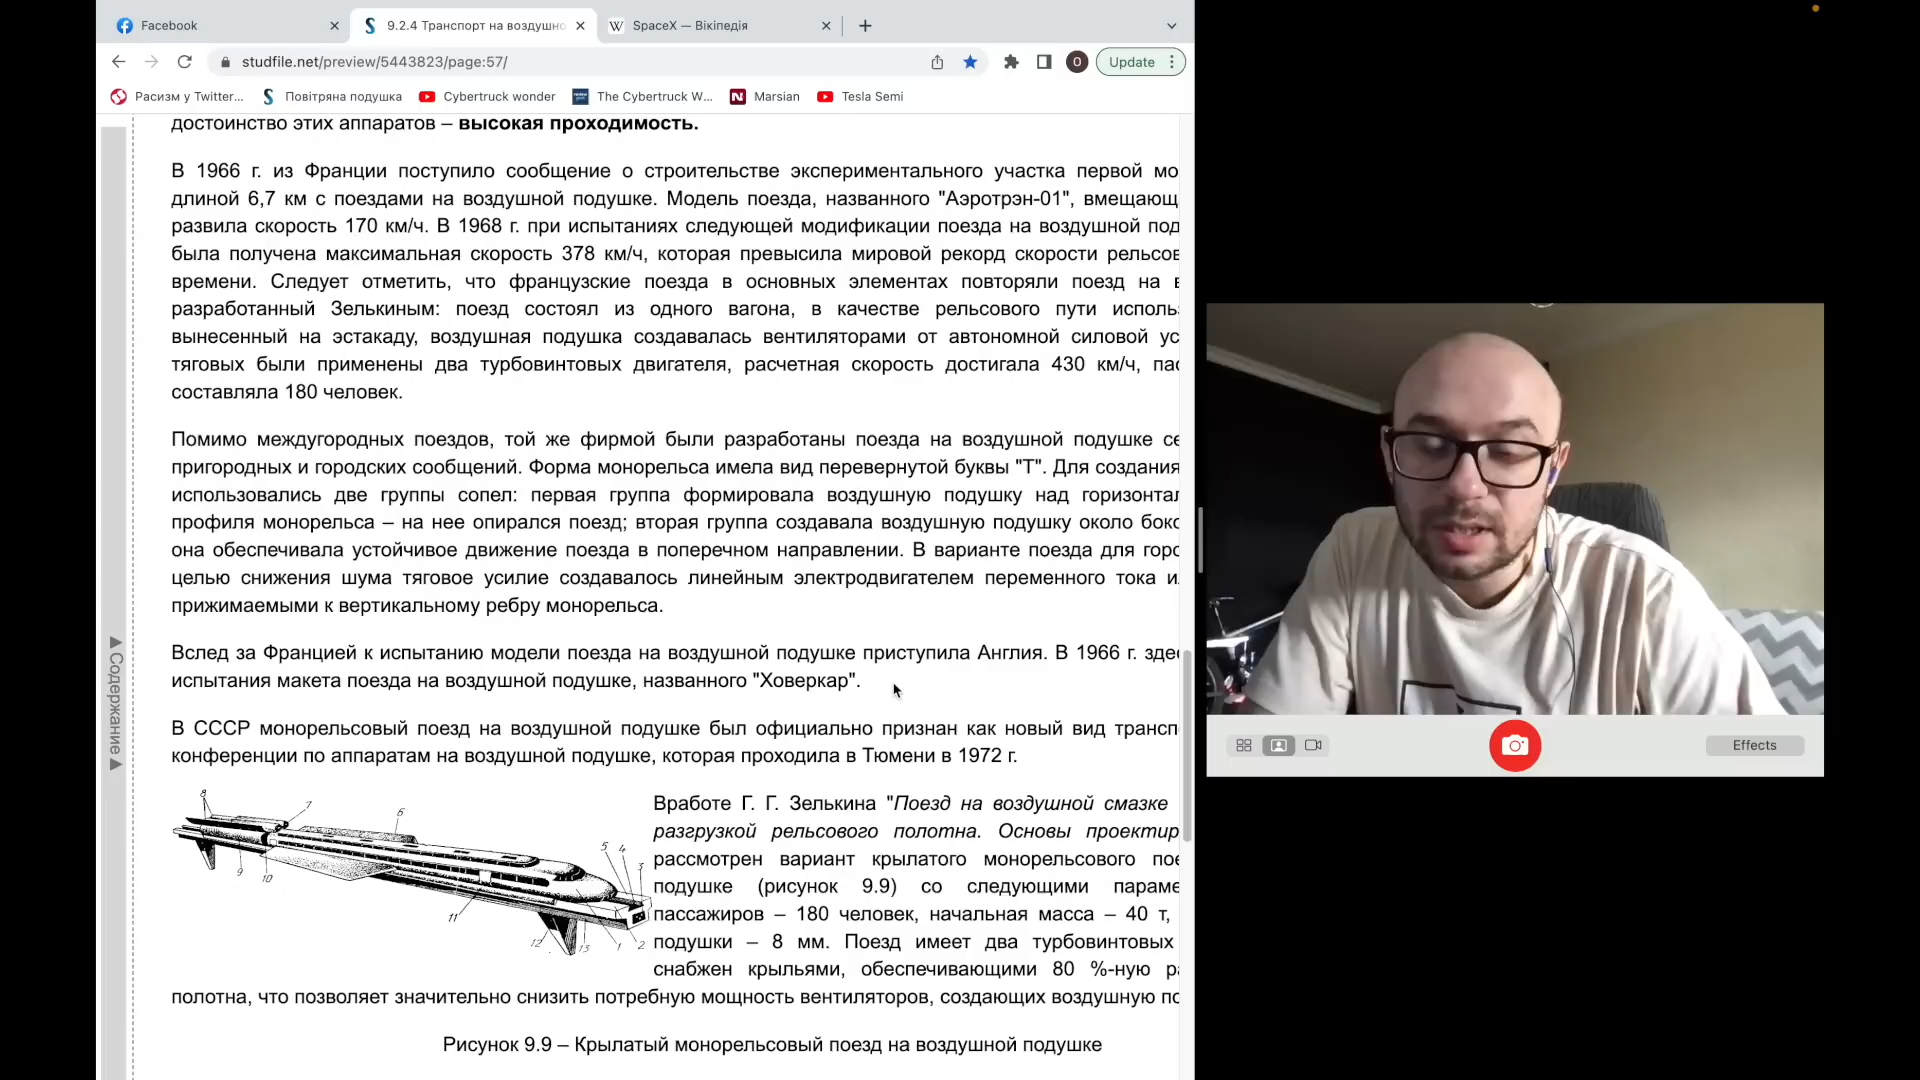 Facebook
9.2.4 Транспорт на воздушно
SpaceX — Вікіпедія
studfile.net/preview/5443823/page:57/
Update
Расизм у Twitter...
Повітряна подушка
Cybertruck wonder
The Cybertruck W...
Marsian
Tesla Semi
достоинство этих аппаратов – высокая проходимость.
В 1966 г. из Франции поступило сообщение о строительстве экспериментального участка первой мо
длиной 6,7 км с поездами на воздушной подушке. Модель поезда, названного "Аэротрэн-01", вмещающ
развила скорость 170 км/ч. В 1968 г. при испытаниях следующей модификации поезда на воздушной под
была получена максимальная скорость 378 км/ч, которая превысила мировой рекорд скорости рельсов
времени. Следует отметить, что французские поезда в основных элементах повторяли поезд на в
разработанный Зелькиным: поезд состоял из одного вагона, в качестве рельсового пути исполь
вынесенный на эстакаду, воздушная подушка создавалась вентиляторами от автономной силовой ус
тяговых были применены два турбовинтовых двигателя, расчетная скорость достигала 430 км/ч, пас
составляла 180 человек.
Помимо междугородных поездов, той же фирмой были разработаны поезда на воздушной подушке се
пригородных и городских сообщений. Форма монорельса имела вид перевернутой буквы "Т". Для создания
использовались две группы сопел: первая группа формировала воздушную подушку над горизонтал
профиля монорельса – на нее опирался поезд; вторая группа создавала воздушную подушку около боко
она обеспечивала устойчивое движение поезда в поперечном направлении. В варианте поезда для горо
целью снижения шума тяговое усилие создавалось линейным электродвигателем переменного тока и
прижимаемыми к вертикальному ребру монорельса.
Вслед за Францией к испытанию модели поезда на воздушной подушке приступила Англия. В 1966 г. зде
испытания макета поезда на воздушной подушке, названного "Ховеркар".
В СССР монорельсовый поезд на воздушной подушке был официально признан как новый вид трансп
конференции по аппаратам на воздушной подушке, которая проходила в Тюмени в 1972 г.
Вработе Г. Г. Зелькина "Поезд на воздушной смазке
разгрузкой рельсового полотна. Основы проектир
рассмотрен вариант крылатого монорельсового пое
подушке (рисунок 9.9) со следующими параме
пассажиров – 180 человек, начальная масса – 40 т,
подушки – 8 мм. Поезд имеет два турбовинтовых
снабжен крыльями, обеспечивающими 80 %-ную ра
полотна, что позволяет значительно снизить потребную мощность вентиляторов, создающих воздушную по
8
7
6
5
4
3
9
10
11
12
13
1
2
Рисунок 9.9 – Крылатый монорельсовый поезд на воздушной подушке
Содержание
Effects